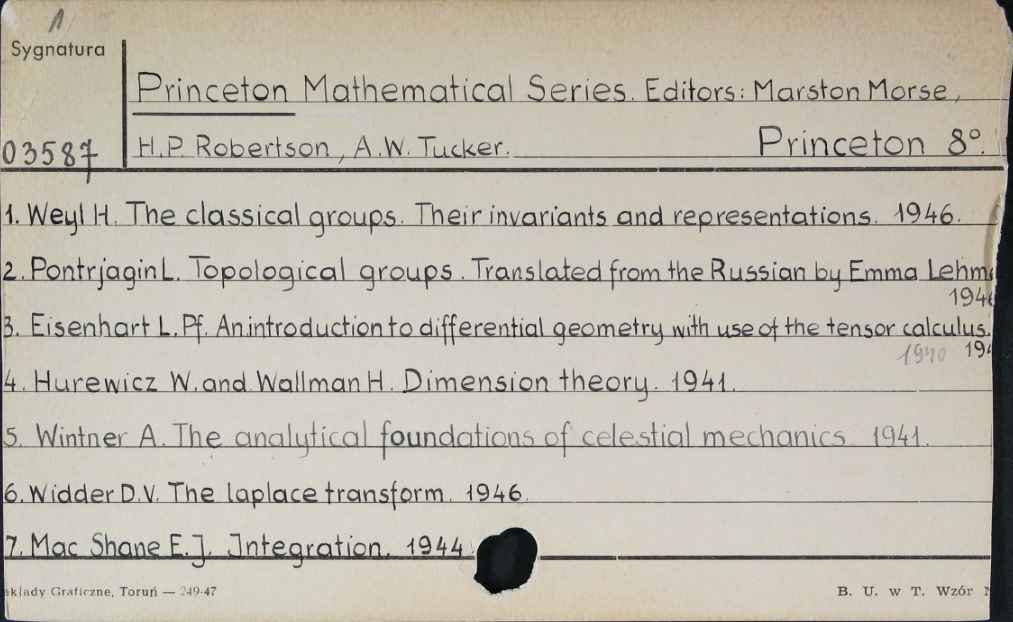 1
Sygnatura
Princeton Mathematical Series. Editors: Marston Morse,
03587
H.P. Robertson, A.W. Tucker. Princeton 8°.
1. Weyl H. The classical groups. Their invariants and representations. 1946.
2. Pontrjagin L. Topological groups. Translated from the Russian by Emma Lehm
194
3. Eisenhart L. Pf. An introduction to differential geometry with use of the tensor calculus.
1940 19
4. Hurewicz W. and Wallman H. Dimension theory. 1941.
5. Wintner A. The analytical foundations of celestial mechanics 1941.
6. Widder D.V. The laplace transform. 1946
7. Mac Shane E.J. Integration. 1944
kłady Graficzne, Toruń — 249-47
B. U. w T. Wzór